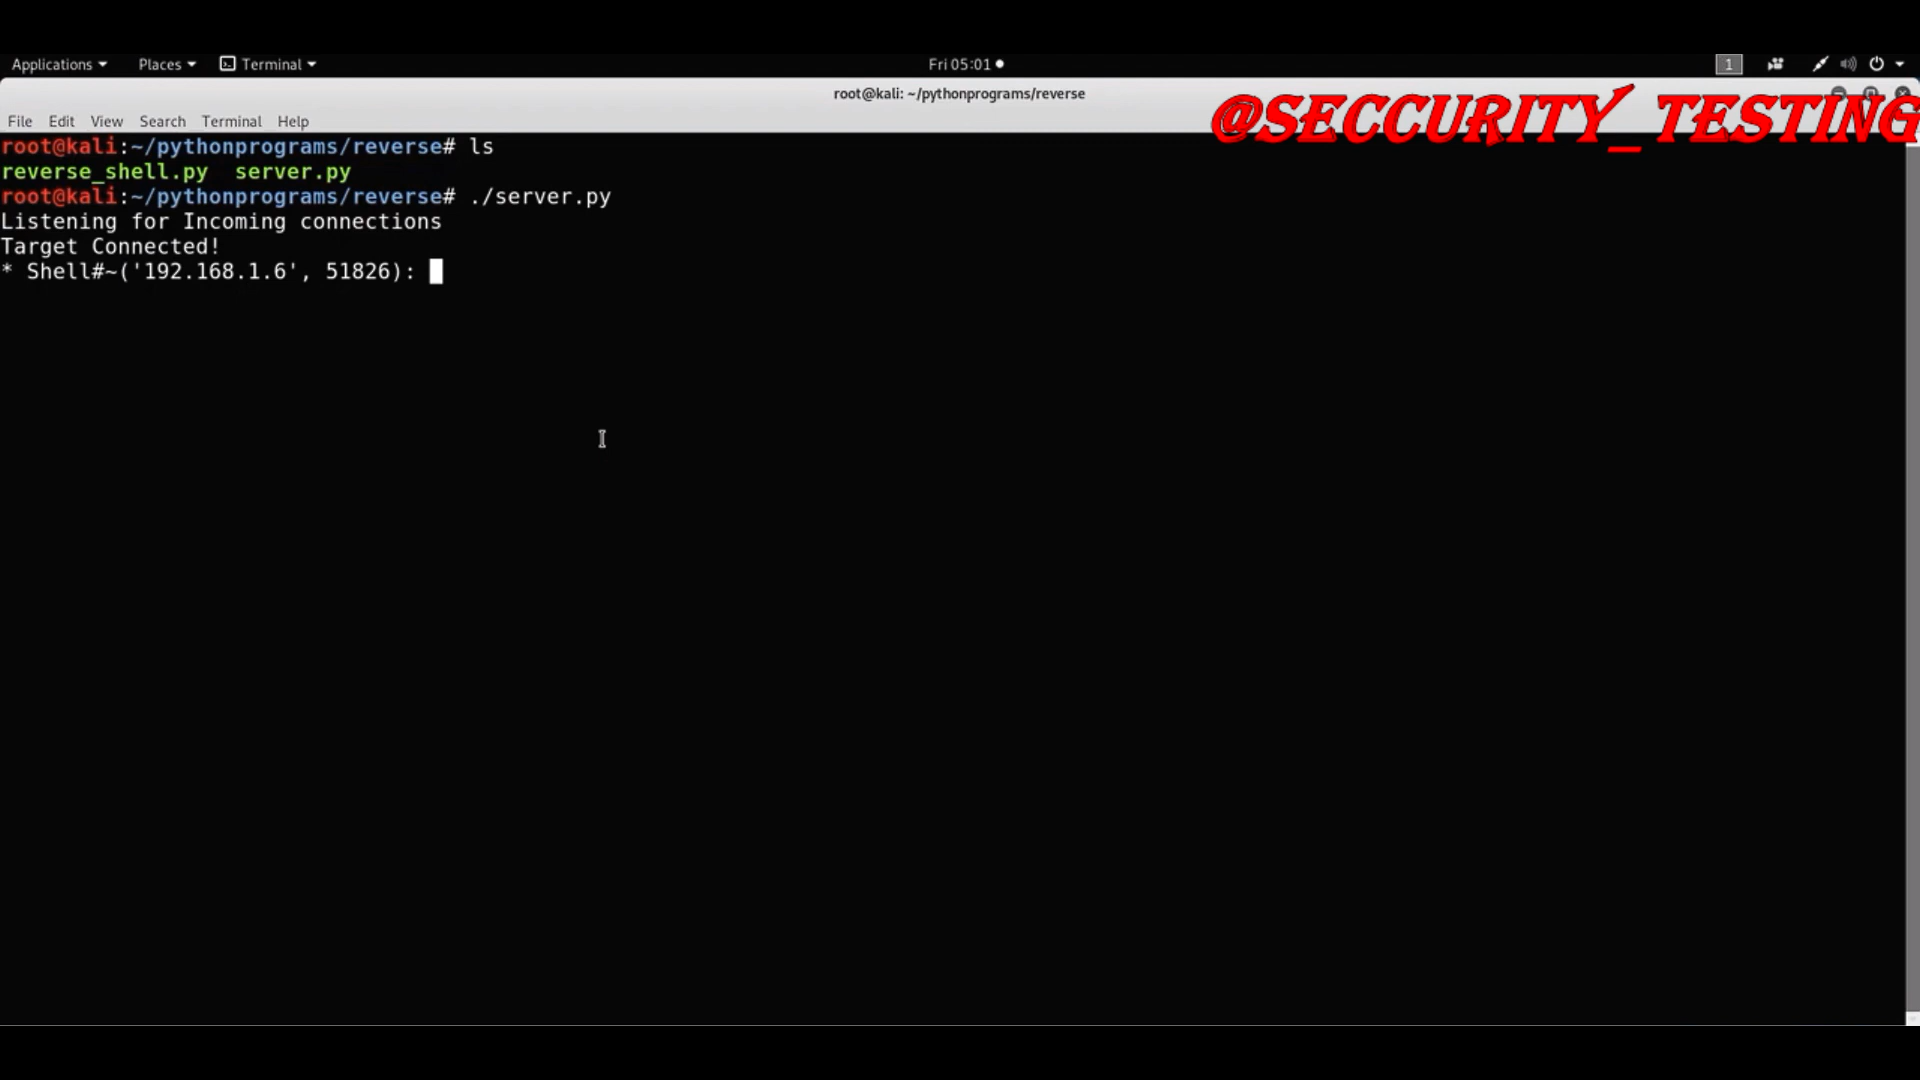 Applications Places Terminal Fri 05:01 1
root@kali: ~/pythonprograms/reverse
@SECCURITY_TESTING
File Edit View Search Terminal Help
root@kali:~/pythonprograms/reverse# ls
reverse_shell.py server.py
root@kali:~/pythonprograms/reverse# ./server.py
Listening for Incoming connections
Target Connected!
* Shell#~('192.168.1.6', 51826):